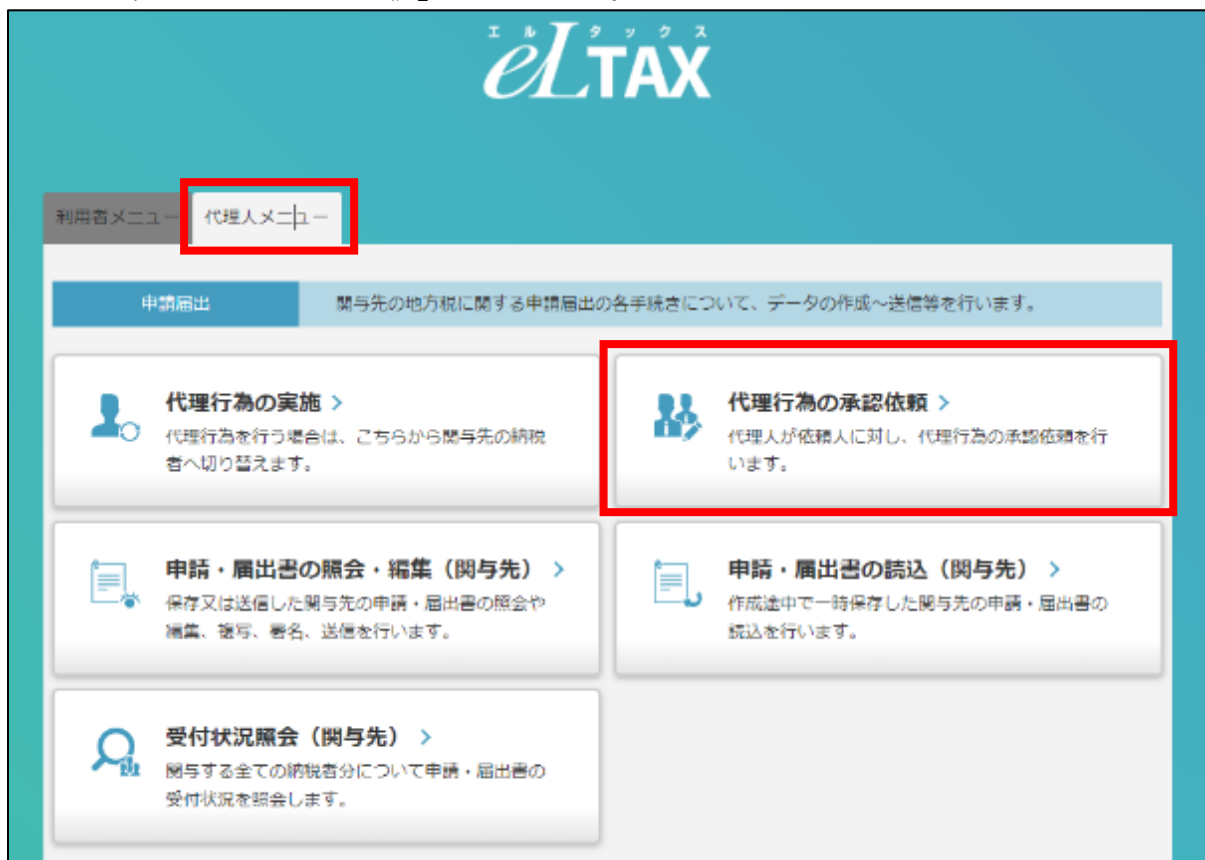 エルタックス
eLTAX
利用者メニュー
代理人メニュー
申請届出
関与先の地方税に関する申請届出の各手続きについて、データの作成～送信等を行います。
代理行為の実施 >
代理行為を行う場合は、こちらから関与先の納税
者へ切り替えます。
代理行為の承認依頼 >
代理人が依頼人に対し、代理行為の承認依頼を行
います。
申請・届出書の照会・編集（関与先） >
保存又は送信した関与先の申請・届出書の照会や
編集、複写、署名、送信を行います。
申請・届出書の読込（関与先） >
作成途中で一時保存した関与先の申請・届出書の
読込を行います。
受付状況照会（関与先） >
関与する全ての納税者分について申請・届出書の
受付状況を照会します。